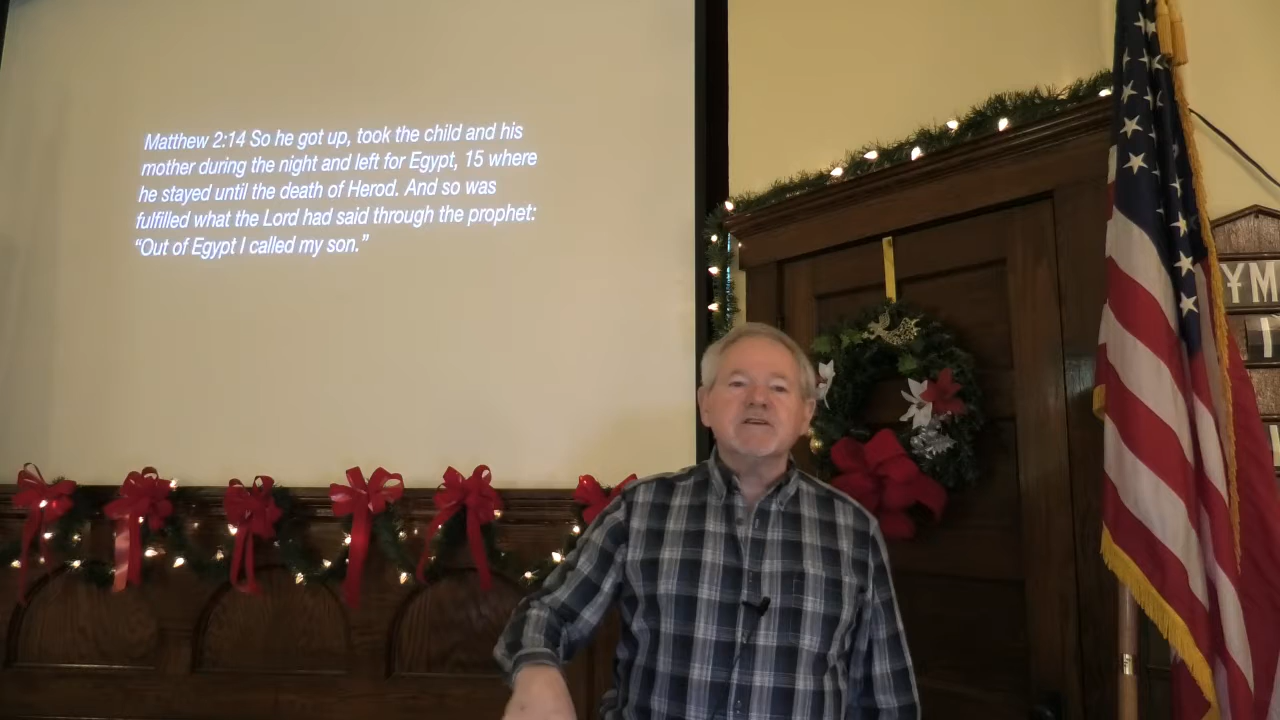 Matthew 2:14 So he got up, took the child and his
mother during the night and left for Egypt, 15 where
he stayed until the death of Herod. And so was
fulfilled what the Lord had said through the prophet:
“Out of Egypt I called my son.”